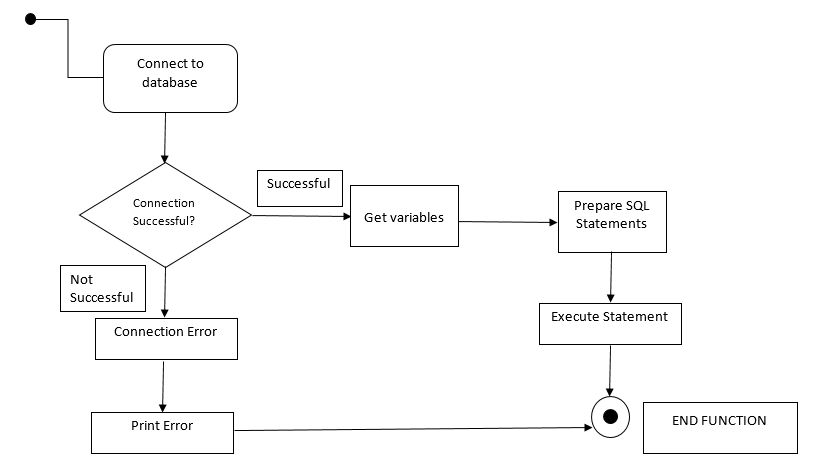 Connect to
database
Connection
Successful?
Successful
Get variables
Prepare SQL
Statements
Not
Successful
Connection Error
Execute Statement
Print Error
END FUNCTION